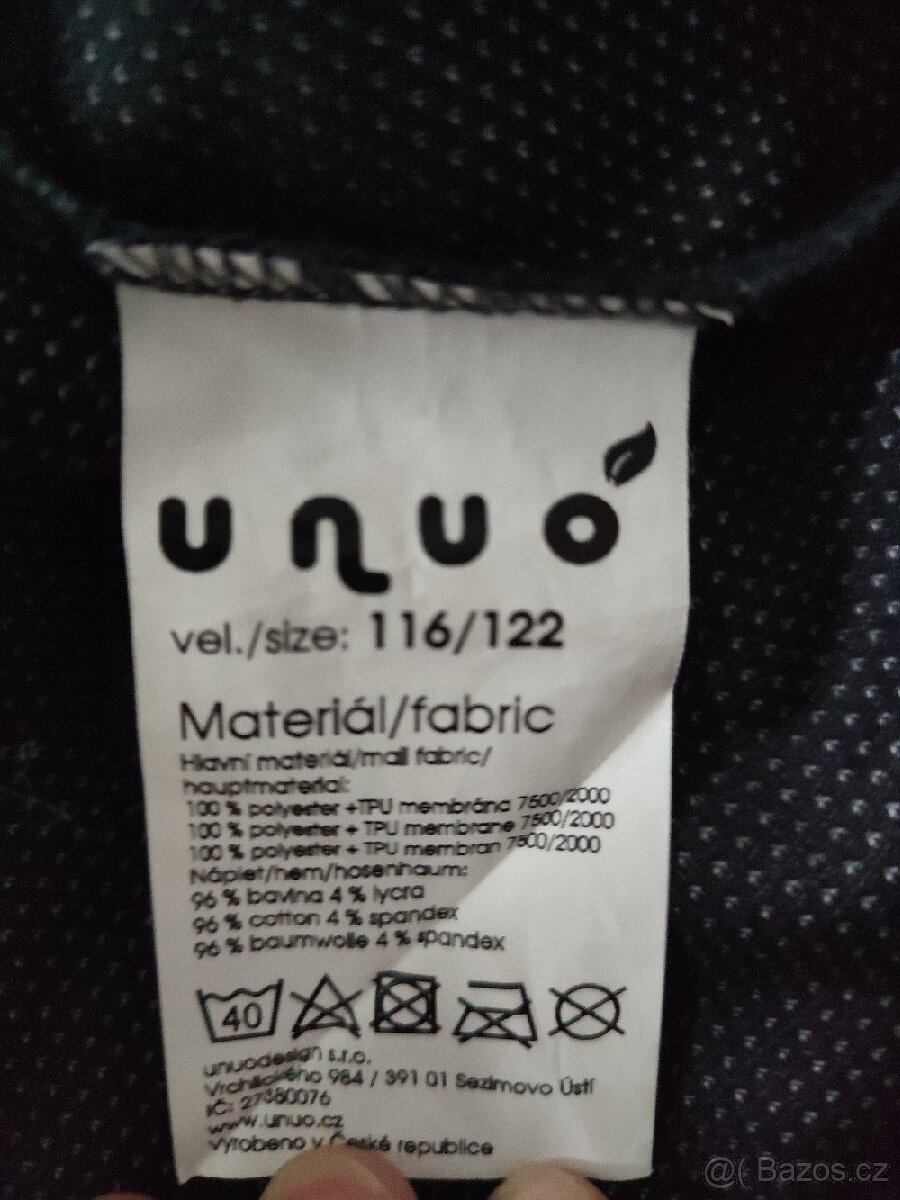 unuo
vel./size: 116/122
Materiál/fabric
Hlavní materiál/mail fabric/
hauptmaterial:
100 % polyester +TPU membrána 7500/2000
100 % polyester + TPU membrane 7500/2000
100 % polyester + TPU membran 7500/2000
Náplet/hem/hosenhaum:
96 % bavlna 4 % lycra
96 % cotton 4 % spandex
96 % baumwolle 4 % spandex
40
unuodesign s.r.o.
Vrchlického 984 / 391 01 Sezimovo Ústí
IČ: 27380076
www.unuo.cz
Vyrobeno v České republice
@( Bazos.cz